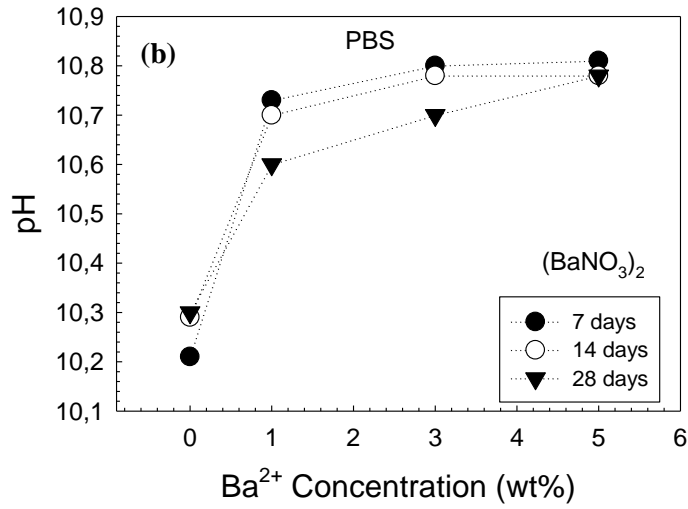 10,9
10,8
10,7
10,6
10,5
10,4
10,3
10,2
10,1
pH
(b)
PBS
(BaNO₃)₂
7 days
14 days
28 days
0 1 2 3 4 5 6
Ba²⁺ Concentration (wt%)